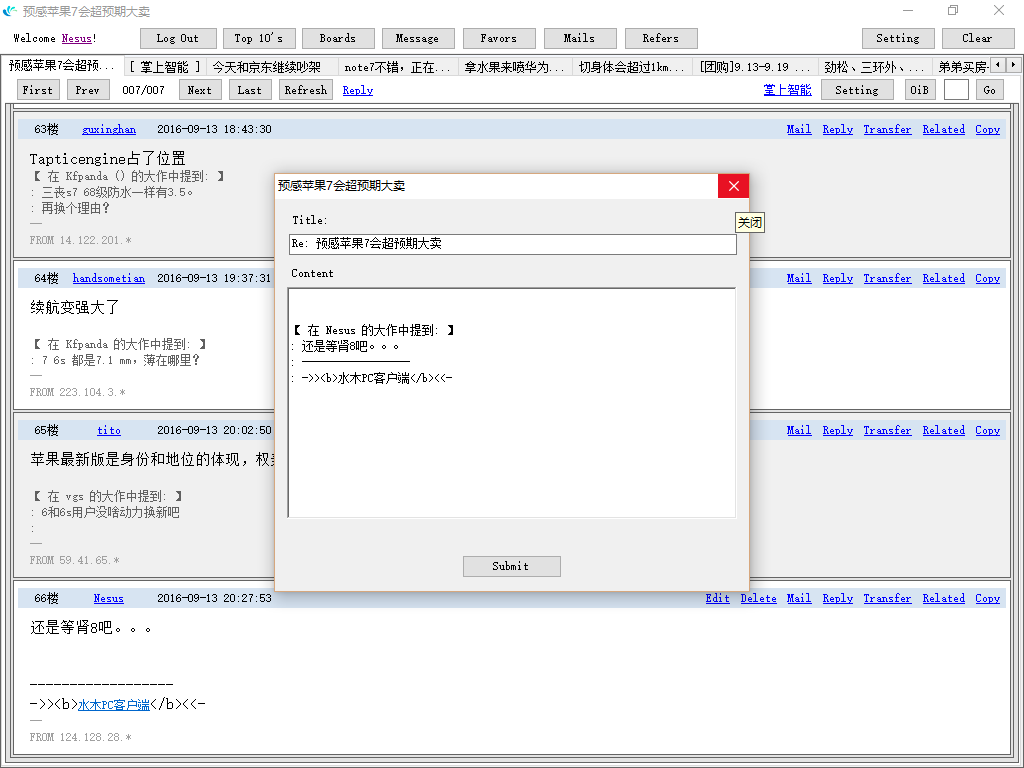 预感苹果7会超预期大卖
Welcome Nesus! Log Out Top 10's Boards Message Favors Mails Refers Setting Clear
预感苹果7会超预... [ 掌上智能 ] 今天和京东继续吵架 note7不错，正在... 拿水果来喷华为... 切身体会超过1km... [团购]9.13-9.19 ... 劲松、三环外、... 弟弟买房-
First Prev 007/007 Next Last Refresh Reply 掌上智能 Setting OiB Go
63楼 guxinghan 2016-09-13 18:43:30 Mail Reply Transfer Related Copy
Tapticengine占了位置
【 在 Kfpanda () 的大作中提到: 】
: 三丧s7 68级防水一样有3.5。
: 再换个理由？
—
FROM 14.122.201.*
64楼 handsometian 2016-09-13 19:37:31 Mail Reply Transfer Related Copy
续航变强大了
【 在 Kfpanda 的大作中提到: 】
: 7 6s 都是7.1 mm，薄在哪里？
—
FROM 223.104.3.*
65楼 tito 2016-09-13 20:02:50 Mail Reply Transfer Related Copy
苹果最新版是身份和地位的体现，权
【 在 vgs 的大作中提到: 】
: 6和6s用户没啥动力换新吧
:
—
FROM 59.41.65.*
66楼 Nesus 2016-09-13 20:27:53 Edit Delete Mail Reply Transfer Related Copy
还是等肾8吧。。。
------------------
->><b>水木PC客户端</b><<-
—
FROM 124.128.28.*
预感苹果7会超预期大卖
关闭
Title:
Re: 预感苹果7会超预期大卖
Content
【 在 Nesus 的大作中提到: 】
: 还是等肾8吧。。。
: ------------------
: ->><b>水木PC客户端</b><<-
Submit